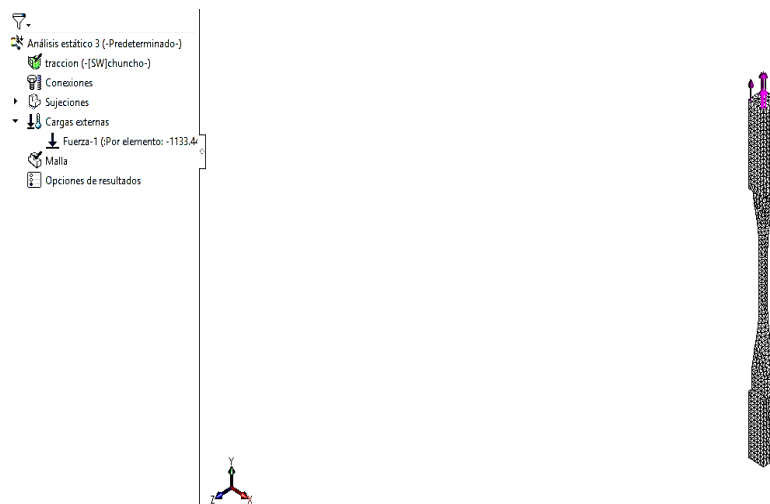 Análisis estático 3 (-Predeterminado-)
traccion (-[SW]chuncho-)
Conexiones
Sujeciones
Cargas externas
Fuerza-1 (:Por elemento: -1133.44
Malla
Opciones de resultados
Y
Z
X